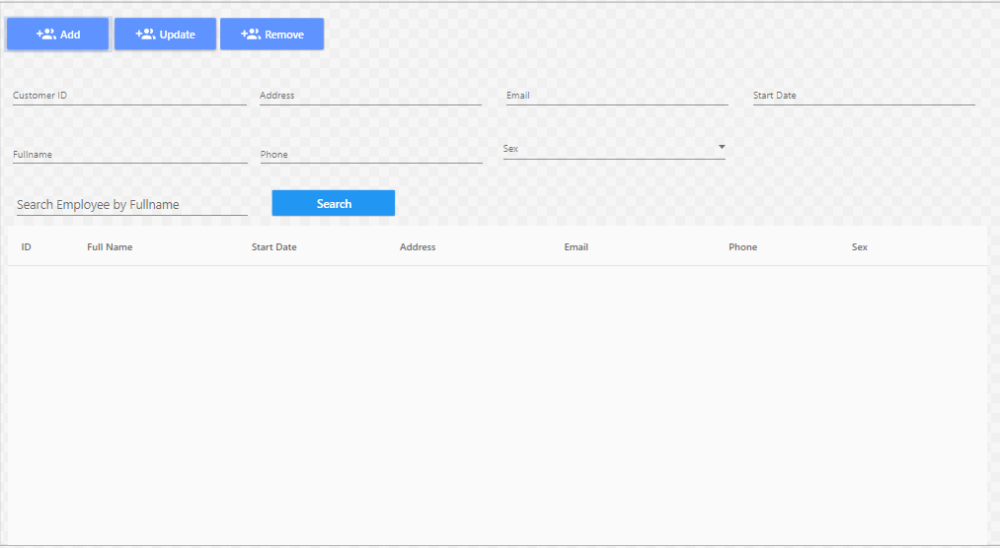 Add Update Remove
Customer ID Address Email Start Date
Fullname Phone Sex
Search Employee by Fullname Search
ID Full Name Start Date Address Email Phone Sex